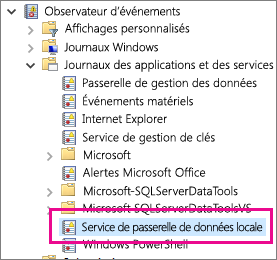 Observateur d'événements
Affichages personnalisés
Journaux Windows
Journaux des applications et des services
Passerelle de gestion des données
Événements matériels
Internet Explorer
Service de gestion de clés
Microsoft
Alertes Microsoft Office
Microsoft-SQLServerDataTools
Microsoft-SQLServerDataToolsVS
Service de passerelle de données locale
Windows PowerShell